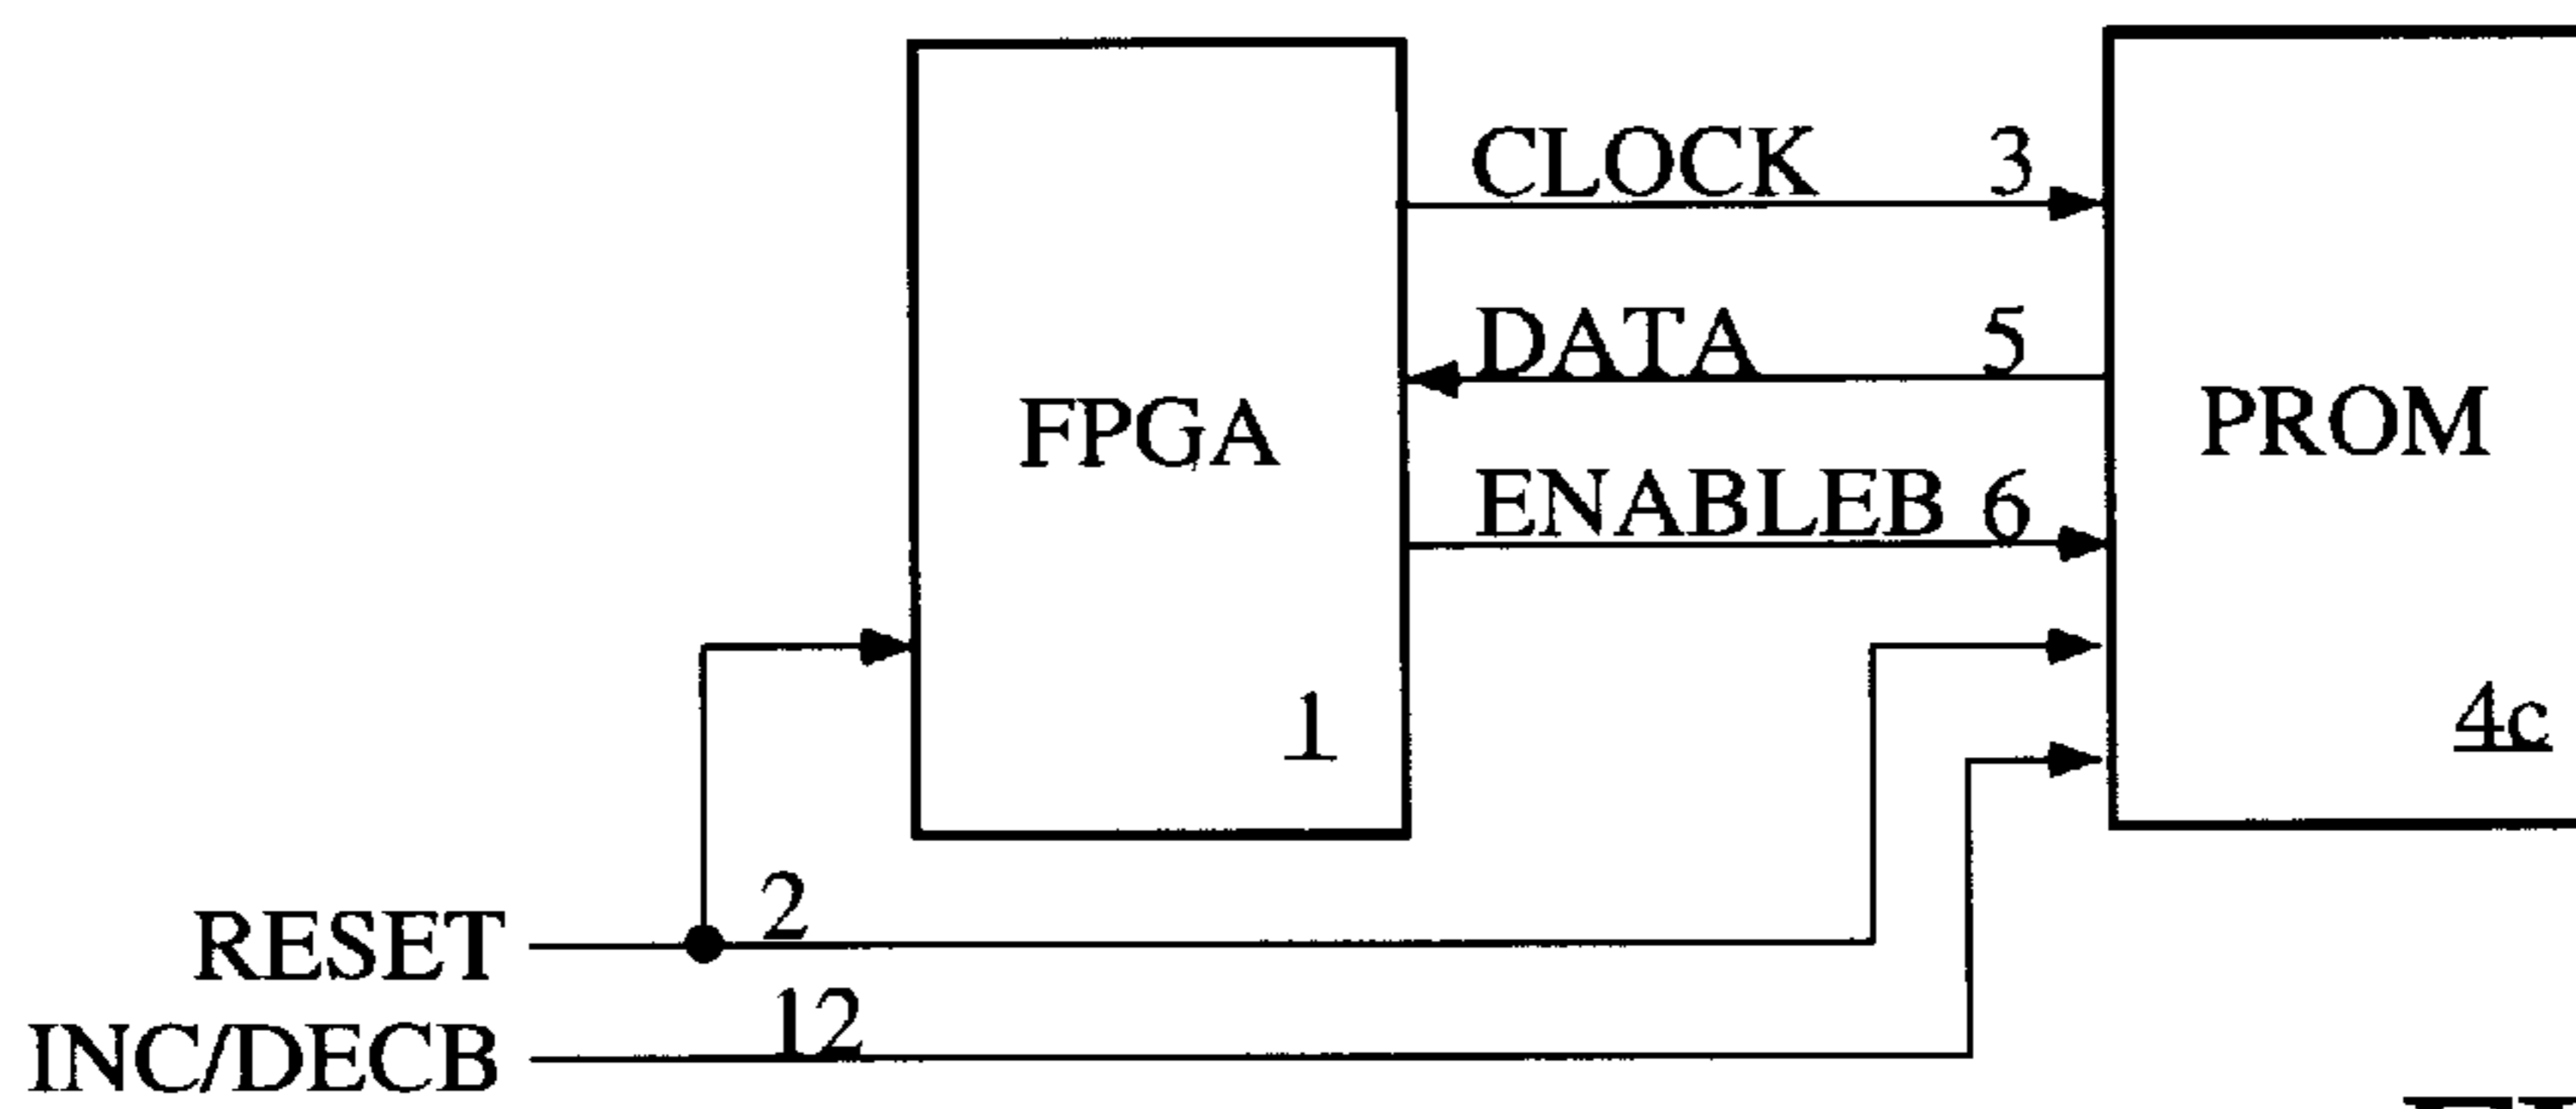 CLOCK 3
DATA 5
FPGA
PROM
ENABLEB 6
1
4c
2
RESET
12
INC/DECB